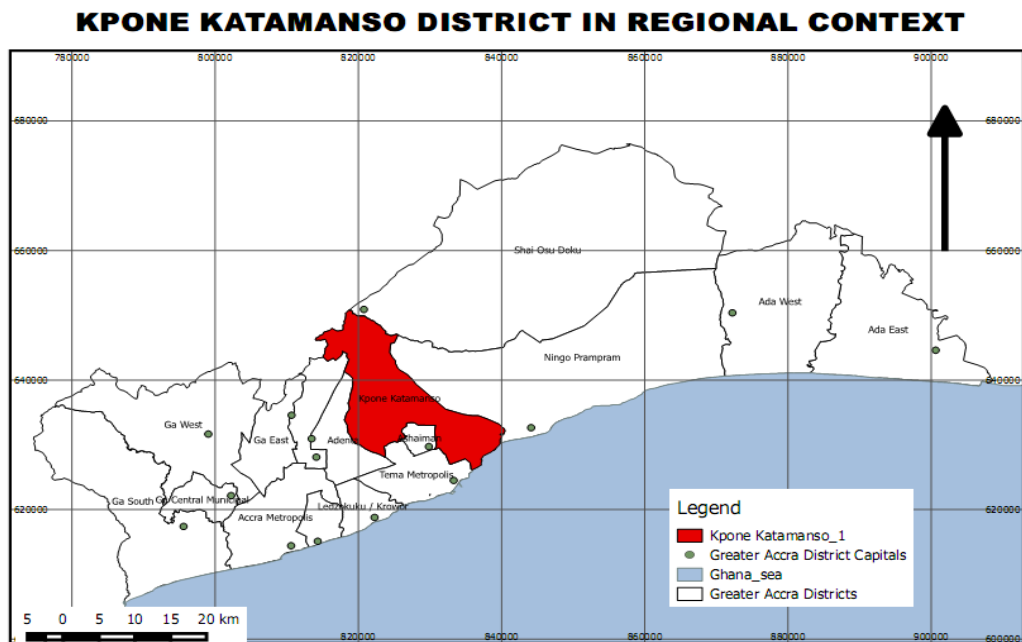 KPONE KATAMANSO DISTRICT IN REGIONAL CONTEXT
780000 800000 820000 840000 860000 880000 900000
680000 680000
660000 660000
Shai Osu Doku
Ada West
Ada East
Ningo Prampram
640000 640000
Kpone Katamanso
Ga West
Ga East
Adenta
Ashaiman
Tema Metropolis
Ga South
Ga Central Municipal
Ledzokuku / Krowor
Accra Metropolis
620000 620000
Legend
Kpone Katamanso_1
Greater Accra District Capitals
Ghana_sea
Greater Accra Districts
5 0 5 10 15 20 km
820000 840000 860000 880000 900000